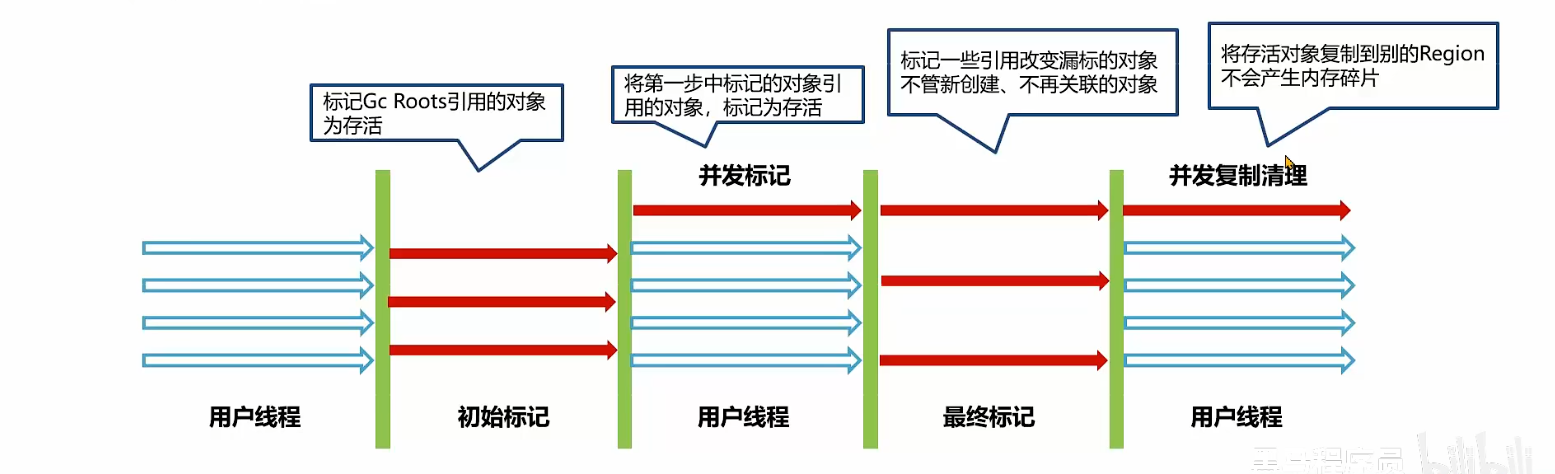 标记Gc Roots引用的对象
为存活
将第一步中标记的对象引
用的对象，标记为存活
标记一些引用改变漏标的对象
不管新创建、不再关联的对象
将存活对象复制到别的Region
不会产生内存碎片
并发标记
并发复制清理
用户线程
初始标记
用户线程
最终标记
用户线程
bilibili